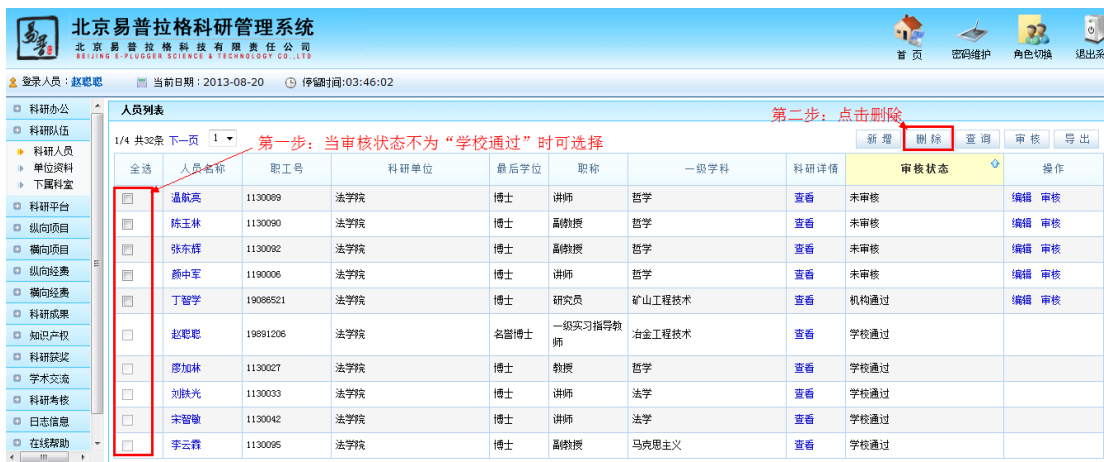 北京易普拉格科研管理系统
北京易普拉格科技有限责任公司
BEIJING E-PLUGGER SCIENCE & TECHNOLOGY CO.,LTD
首页 密码维护 角色切换 退出系
登录人员：赵聪聪 当前日期：2013-08-20 停留时间:03:46:02
科研办公
科研队伍
科研人员
单位资料
下属科室
科研平台
纵向项目
横向项目
纵向经费
横向经费
科研成果
知识产权
科研获奖
学术交流
科研考核
日志信息
在线帮助
人员列表
第二步：点击删除
1/4 共32条 下一页 1
第一步：当审核状态不为“学校通过”时可选择
新增 删除 查询 审核 导出
全选 人员名称 职工号 科研单位 最后学位 职称 一级学科 科研详情 审核状态 操作
温航亮 1130089 法学院 博士 讲师 哲学 查看 未审核 编辑 审核
陈玉林 1130090 法学院 博士 副教授 哲学 查看 未审核 编辑 审核
张东辉 1130092 法学院 博士 副教授 哲学 查看 未审核 编辑 审核
颜中军 1190006 法学院 博士 讲师 哲学 查看 未审核 编辑 审核
丁智学 19086521 法学院 博士 研究员 矿山工程技术 查看 机构通过 编辑 审核
赵聪聪 19891206 法学院 名誉博士 一级实习指导教师 冶金工程技术 查看 学校通过
廖加林 1130027 法学院 博士 教授 哲学 查看 学校通过
刘铁光 1130033 法学院 博士 讲师 法学 查看 学校通过
宋智敏 1130042 法学院 博士 讲师 法学 查看 学校通过
李云霖 1130095 法学院 博士 副教授 马克思主义 查看 学校通过